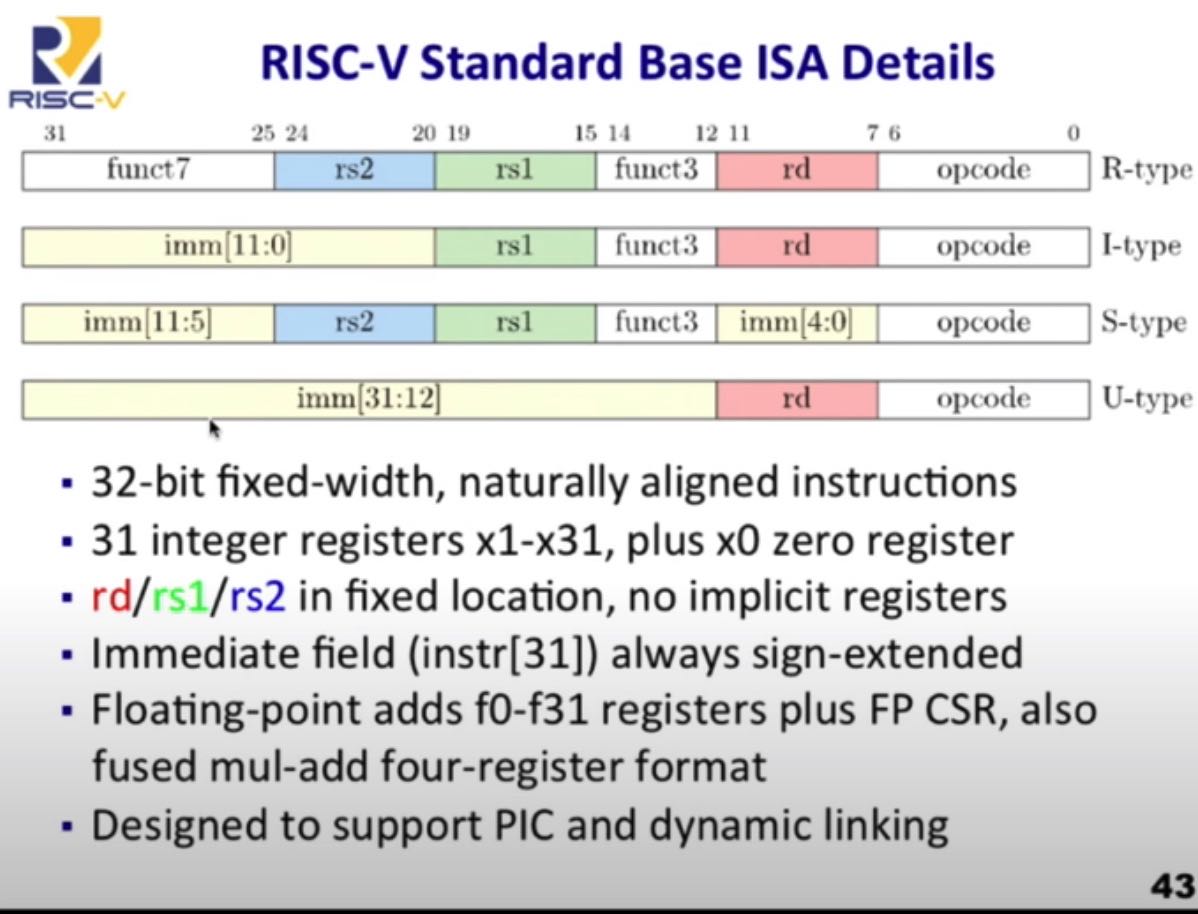 RISC-V
RISC-V Standard Base ISA Details
31 25 24 20 19 15 14 12 11 7 6 0
funct7 rs2 rs1 funct3 rd opcode R-type
imm[11:0] rs1 funct3 rd opcode I-type
imm[11:5] rs2 rs1 funct3 imm[4:0] opcode S-type
imm[31:12] rd opcode U-type
▪ 32-bit fixed-width, naturally aligned instructions
▪ 31 integer registers x1-x31, plus x0 zero register
▪ rd/rs1/rs2 in fixed location, no implicit registers
▪ Immediate field (instr[31]) always sign-extended
▪ Floating-point adds f0-f31 registers plus FP CSR, also
fused mul-add four-register format
▪ Designed to support PIC and dynamic linking
43